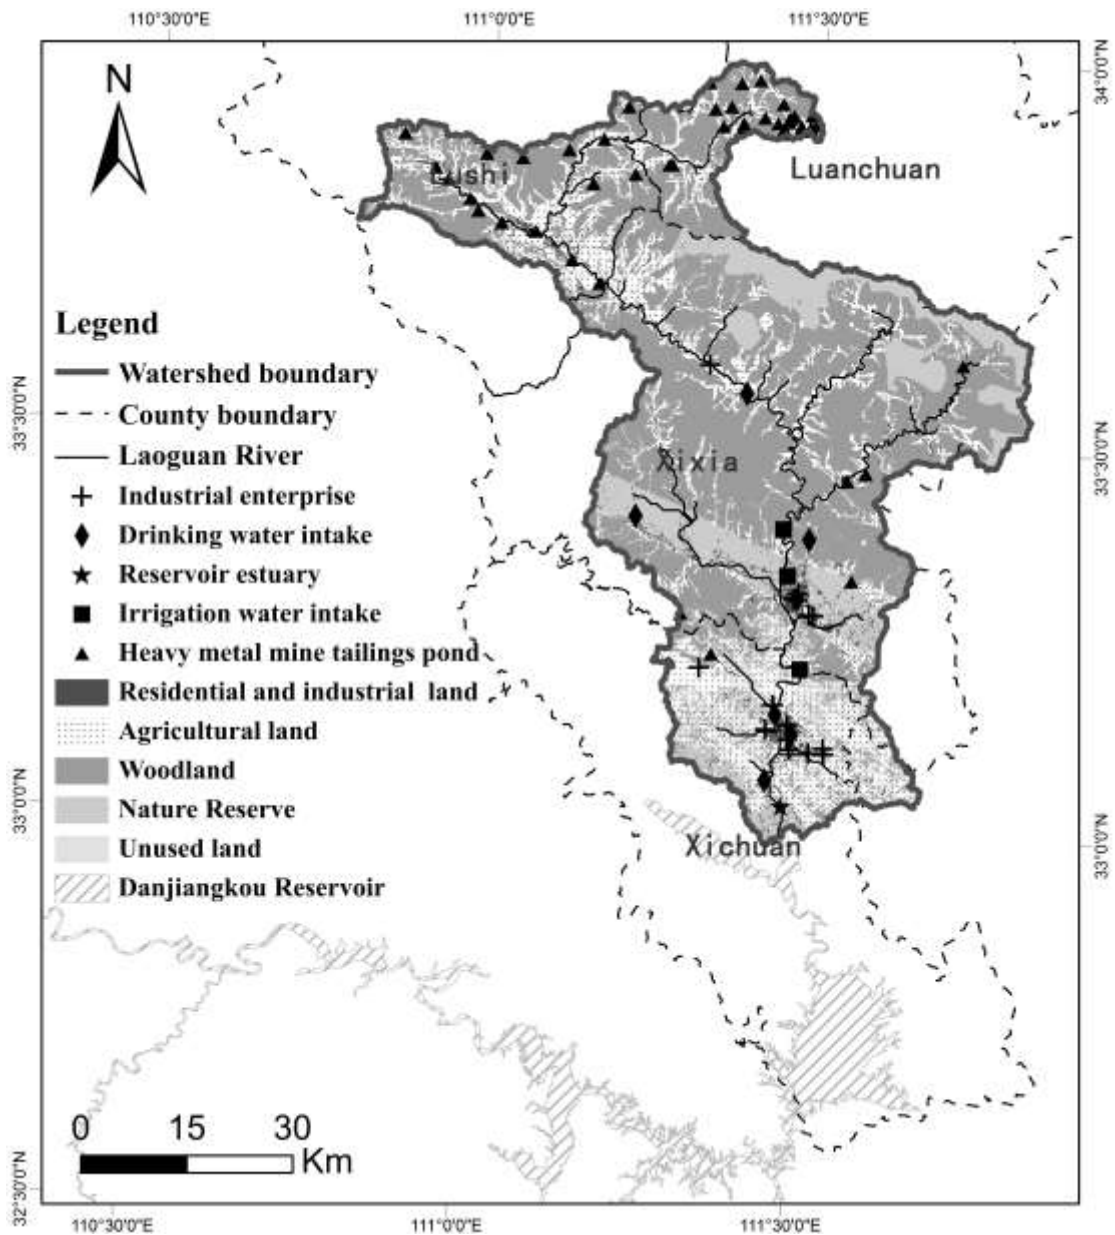 110°30'0"E 111°0'0"E 111°30'0"E
N
34°0'0"N
Lushi
Luanchuan
Legend
Watershed boundary
County boundary
Laoguan River
Industrial enterprise
Drinking water intake
Reservoir estuary
Irrigation water intake
Heavy metal mine tailings pond
Residential and industrial land
Agricultural land
Woodland
Nature Reserve
Unused land
Danjiangkou Reservoir
33°30'0"N
33°30'0"N
Xixia
33°0'0"N
33°0'0"N
Xichuan
0 15 30
Km
32°30'0"N
110°30'0"E 111°0'0"E 111°30'0"E